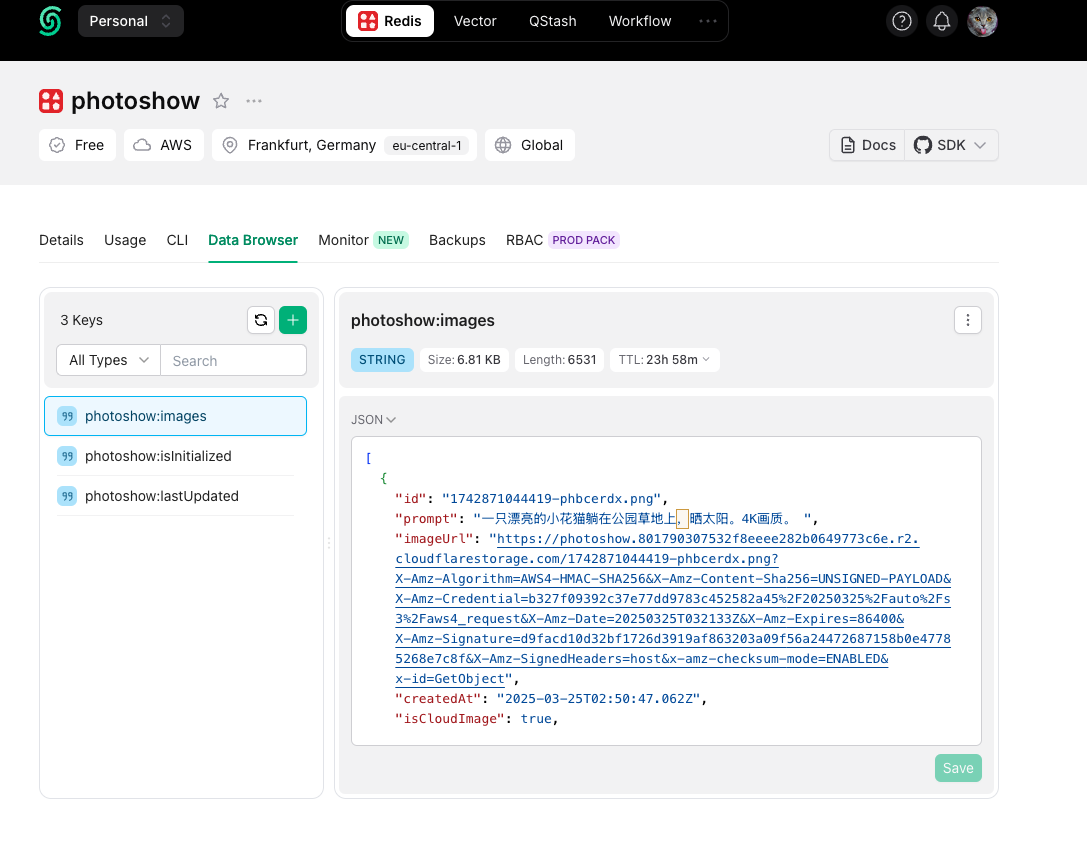 Personal
Redis
Vector
QStash
Workflow
photoshow
Free
AWS
Frankfurt, Germany eu-central-1
Global
Docs
SDK
Details
Usage
CLI
Data Browser
Monitor NEW
Backups
RBAC PROD PACK
3 Keys
All Types
Search
photoshow:images
photoshow:isInitialized
photoshow:lastUpdated
photoshow:images
STRING
Size: 6.81 KB
Length: 6531
TTL: 23h 58m
JSON
[
{
"id": "1742871044419-phbcerdx.png",
"prompt": "一只漂亮的小花猫躺在公园草地上，晒太阳。4K画质。 ",
"imageUrl": "https://photoshow.801790307532f8eeee282b0649773c6e.r2.
cloudflarestorage.com/1742871044419-phbcerdx.png?
X-Amz-Algorithm=AWS4-HMAC-SHA256&X-Amz-Content-Sha256=UNSIGNED-PAYLOAD&
X-Amz-Credential=b327f09392c37e77dd9783c452582a45%2F20250325%2Fauto%2Fs
3%2Faws4_request&X-Amz-Date=20250325T032133Z&X-Amz-Expires=86400&
X-Amz-Signature=d9facd10d32bf1726d3919af863203a09f56a24472687158b0e4778
5268e7c8f&X-Amz-SignedHeaders=host&x-amz-checksum-mode=ENABLED&
x-id=GetObject",
"createdAt": "2025-03-25T02:50:47.062Z",
"isCloudImage": true,
Save